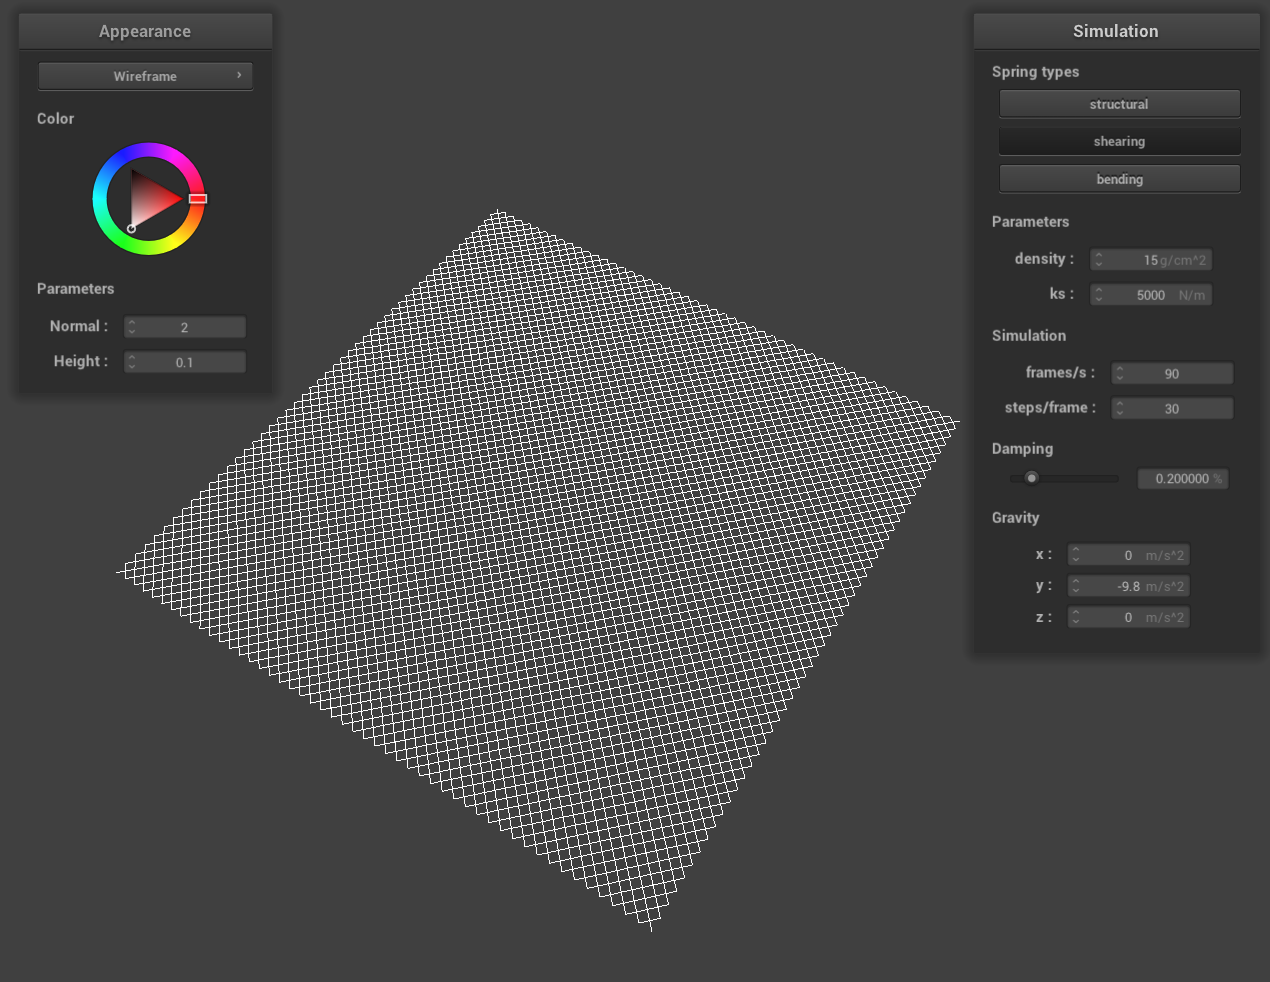 Appearance
Wireframe ›
Color
Parameters
Normal : 2
Height : 0.1
Simulation
Spring types
structural
shearing
bending
Parameters
density : 15 g/cm^2
ks : 5000 N/m
Simulation
frames/s : 90
steps/frame : 30
Damping
0.200000 %
Gravity
x : 0 m/s^2
y : -9.8 m/s^2
z : 0 m/s^2